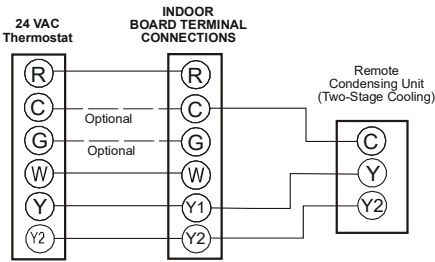 24 VAC
Thermostat
INDOOR
BOARD TERMINAL
CONNECTIONS
Remote
Condensing Unit
(Two-Stage Cooling)
R
R
C
Optional
C
C
G
Optional
G
W
W
Y
Y
Y1
Y2
Y2
Y2